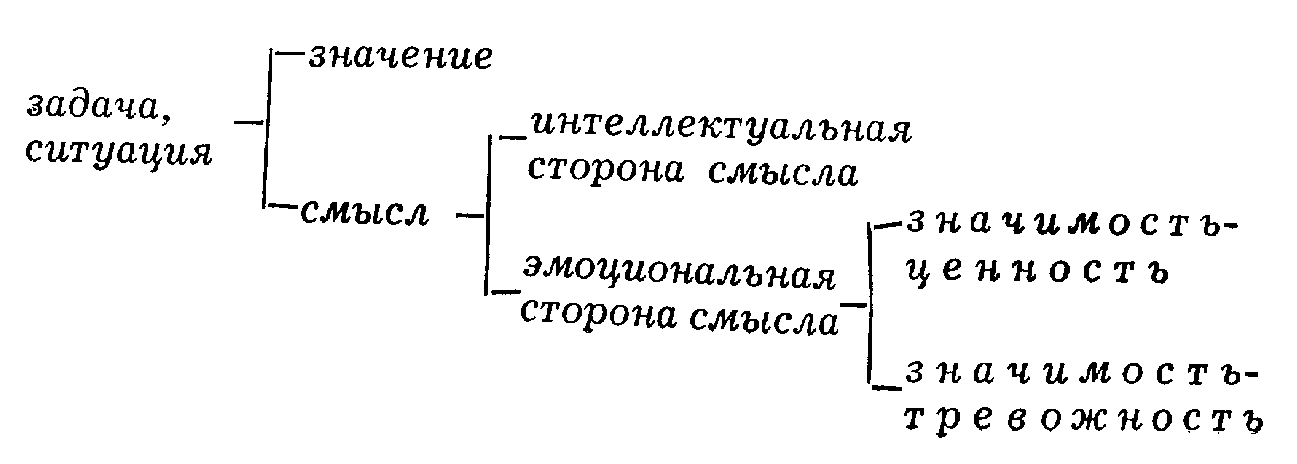 значение
задача,
ситуация
интеллектуальная
сторона смысла
смысл
эмоциональная
сторона смысла
значимость-
ценность
значимость-
тревожность